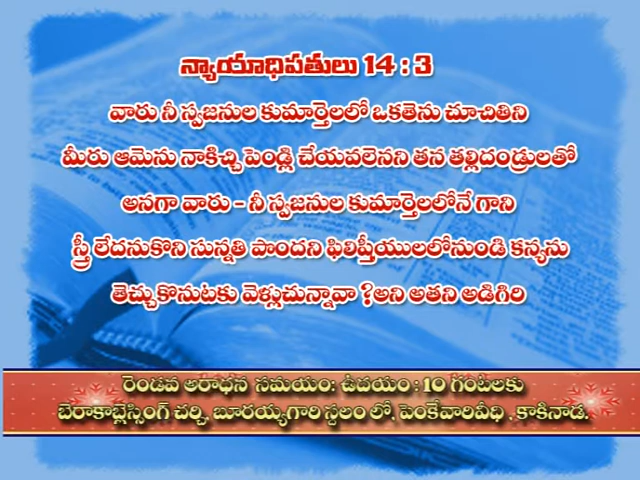 న్యాయాధిపతులు 14 : 3
వారు నీ స్వజనుల కుమార్తెలలో ఒకతెను చూచితిని
మీరు ఆమెను నాకిచ్చి పెండ్లి చేయవలెనని తన తల్లిదండ్రులతో
అనగా వారు - నీ స్వజనుల కుమార్తెలలోనే గాని
స్త్రీ లేదనుకొని సున్నతి పొందని ఫిలిష్తీయులలోనుండి కన్యను
తెచ్చుకొనుటకు వెళ్లుచున్నావా ?అని అతని అడిగిరి
రెండవ ఆరాధన సమయం: ఉదయం : 10 గంటలకు
బెరాకాబ్లెస్సింగ్ చర్చి, బూరయ్యగారి స్దలం లో, పెంకేవారివీధి , కాకినాడ.